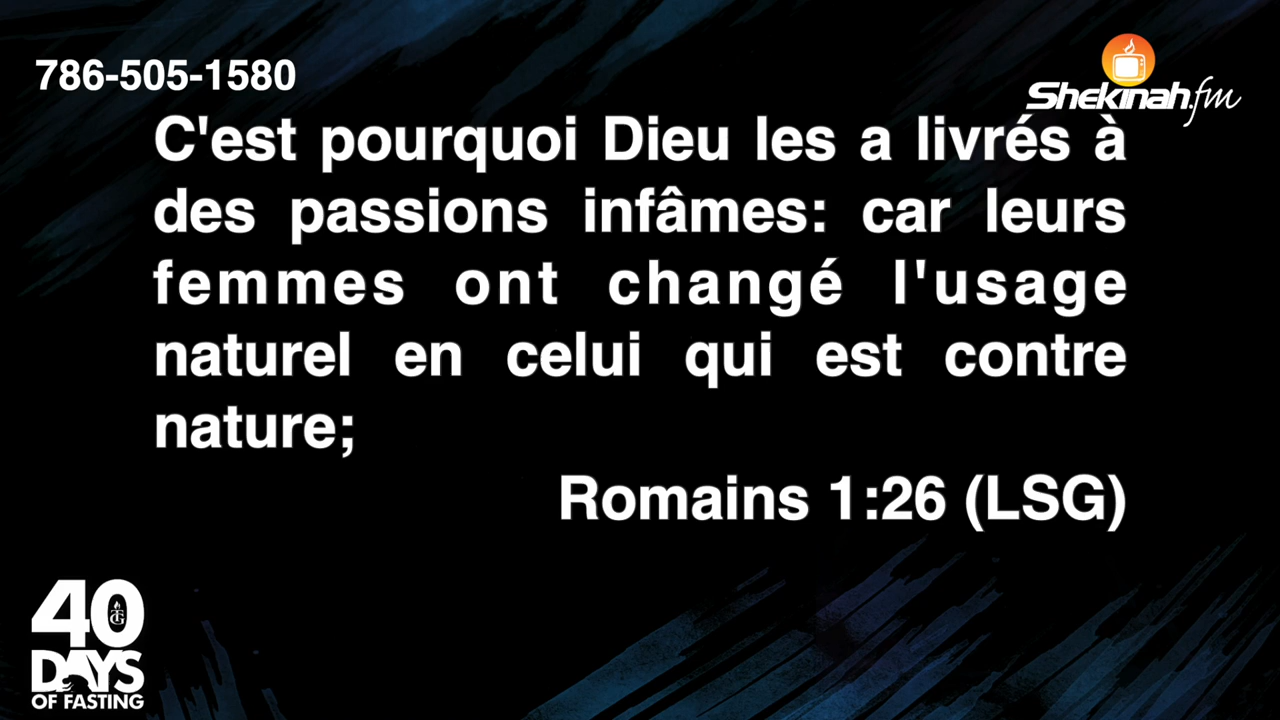 786-505-1580
Shekinah.fm
C'est pourquoi Dieu les a livrés à
des passions infâmes: car leurs
femmes ont changé l'usage
naturel en celui qui est contre
nature;
Romains 1:26 (LSG)
40
DAYS
OF FASTING